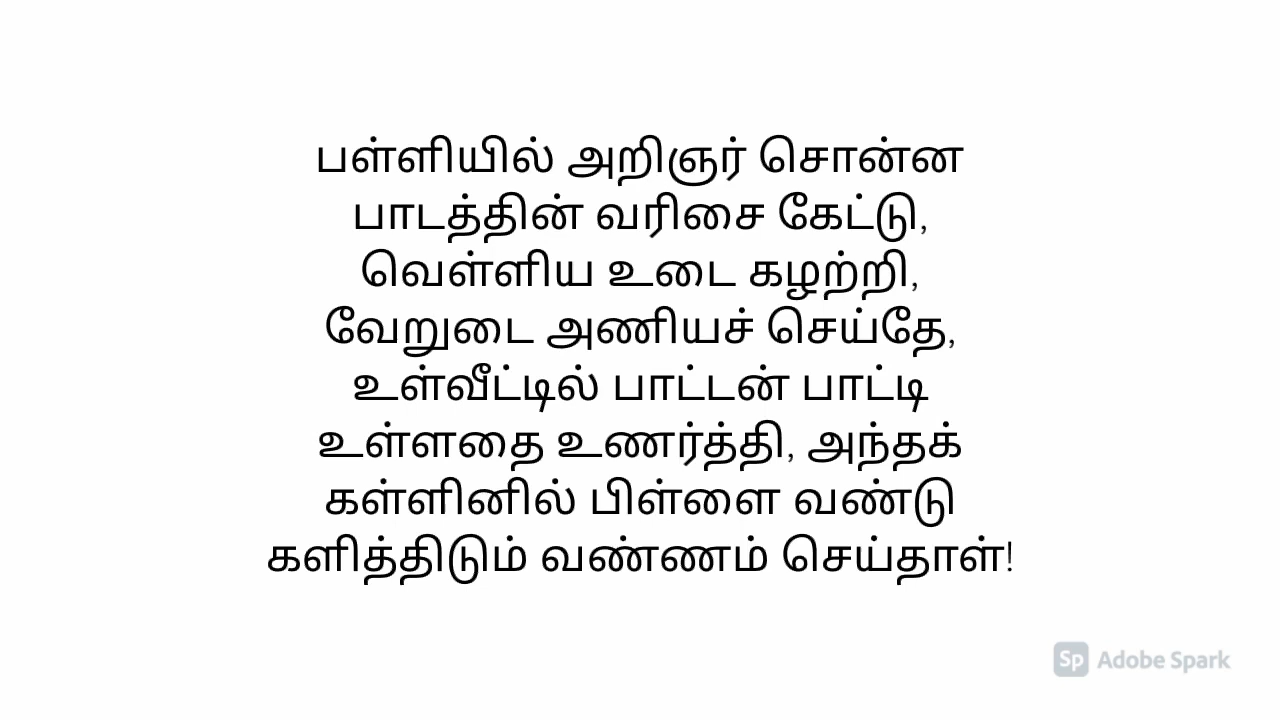 பள்ளியில் அறிஞர் சொன்ன
பாடத்தின் வரிசை கேட்டு,
வெள்ளிய உடை கழற்றி,
வேறுடை அணியச் செய்தே,
உள்வீட்டில் பாட்டன் பாட்டி
உள்ளதை உணர்த்தி, அந்தக்
கள்ளினில் பிள்ளை வண்டு
களித்திடும் வண்ணம் செய்தாள்!
Sp Adobe Spark